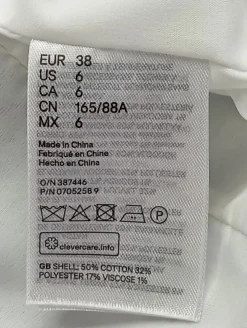 EUR 38
US 6
CA 6
CN 165/88A
MX 6
Made in China
Fabriqué en Chine
Hecho en China
O/N 387446
P/N 0705258 9
P
clevercare.info
GB SHELL: 50% COTTON 32%
POLYESTER 17% VISCOSE 1%